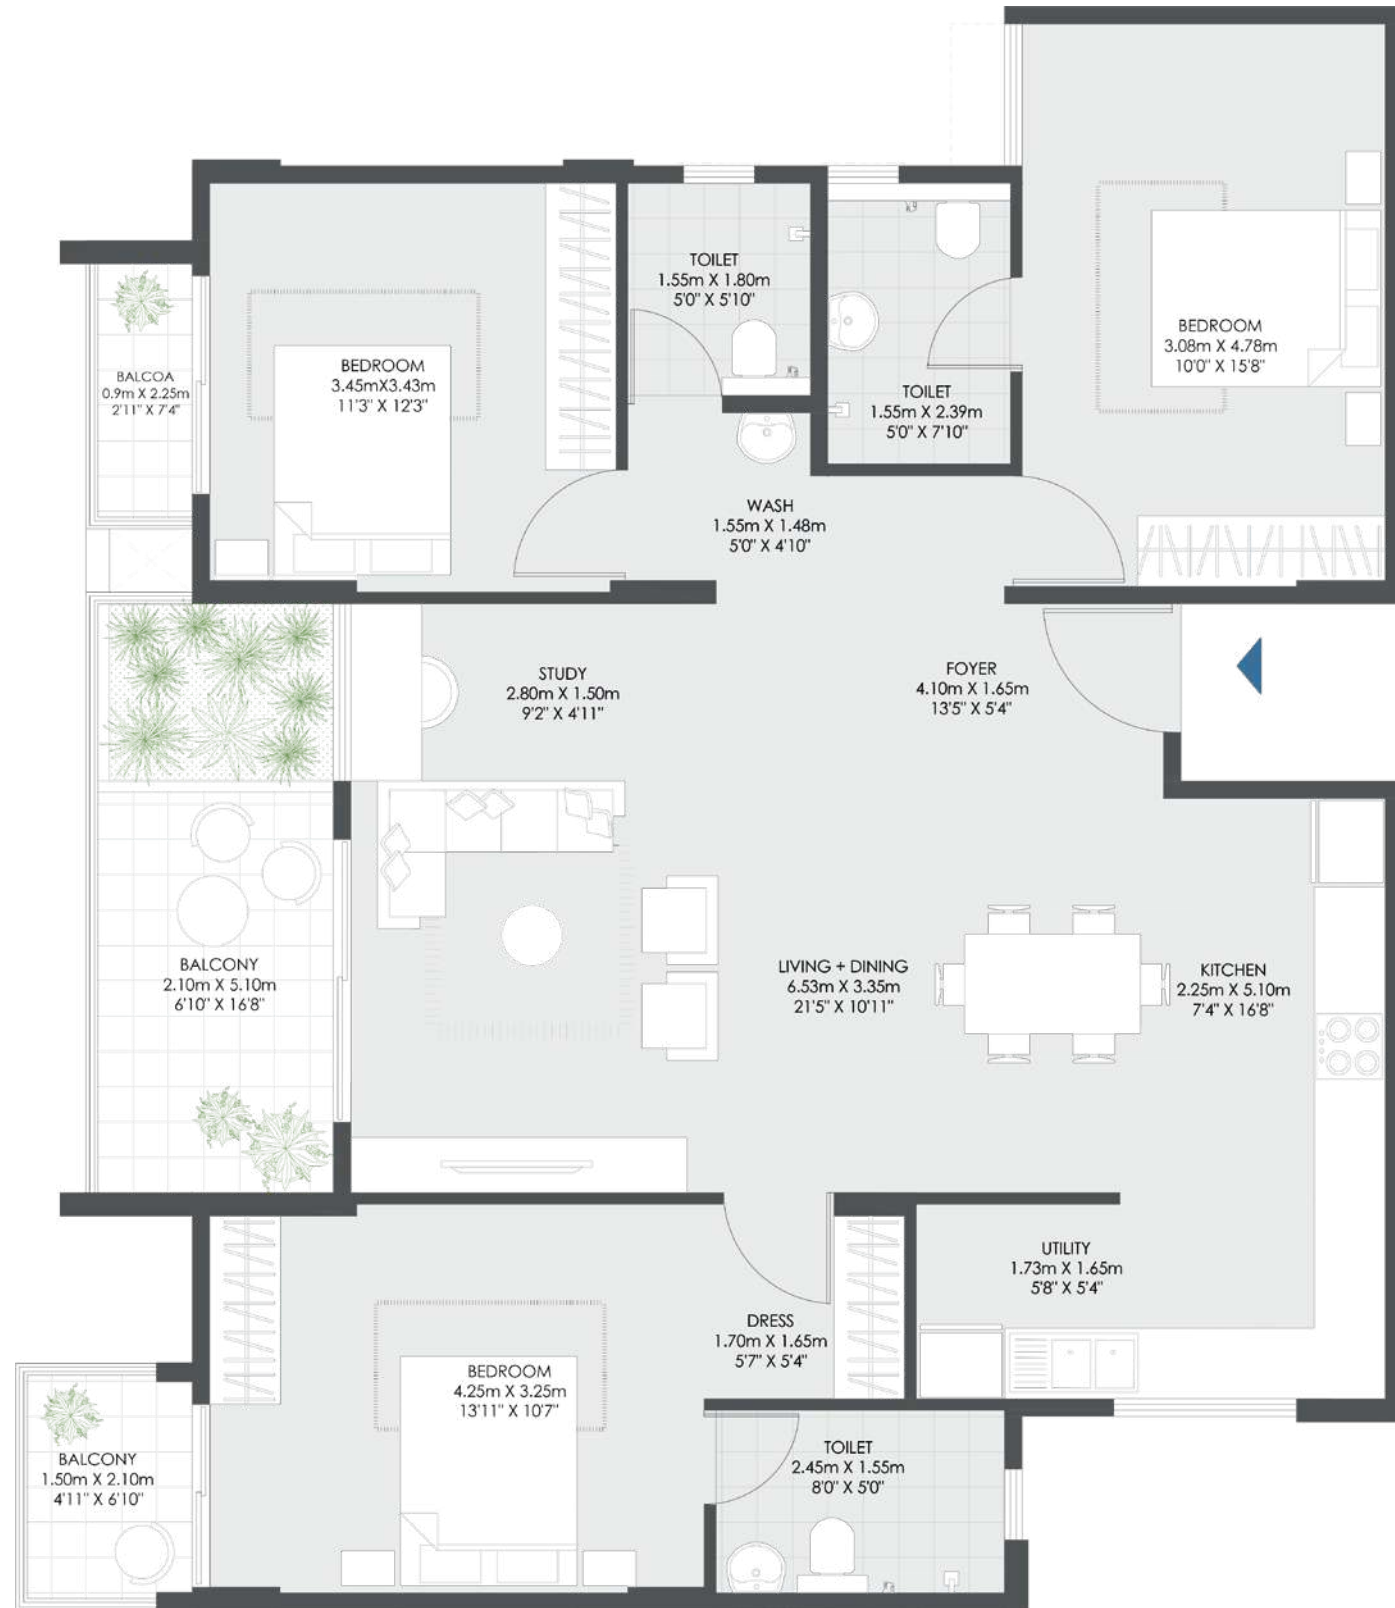 TOILET
1.55m X 1.80m
5'0" X 5'10"
BEDROOM
3.08m X 4.78m
10'0" X 15'8"
BEDROOM
3.45mX3.43m
11'3" X 12'3"
BALCOA
0.9m X 2.25m
2'11" X 7'4"
TOILET
1.55m X 2.39m
5'0" X 7'10"
WASH
1.55m X 1.48m
5'0" X 4'10"
STUDY
2.80m X 1.50m
9'2" X 4'11"
FOYER
4.10m X 1.65m
13'5" X 5'4"
BALCONY
2.10m X 5.10m
6'10" X 16'8"
LIVING + DINING
6.53m X 3.35m
21'5" X 10'11"
KITCHEN
2.25m X 5.10m
7'4" X 16'8"
UTILITY
1.73m X 1.65m
5'8" X 5'4"
DRESS
1.70m X 1.65m
5'7" X 5'4"
BEDROOM
4.25m X 3.25m
13'11" X 10'7"
BALCONY
1.50m X 2.10m
4'11" X 6'10"
TOILET
2.45m X 1.55m
8'0" X 5'0"